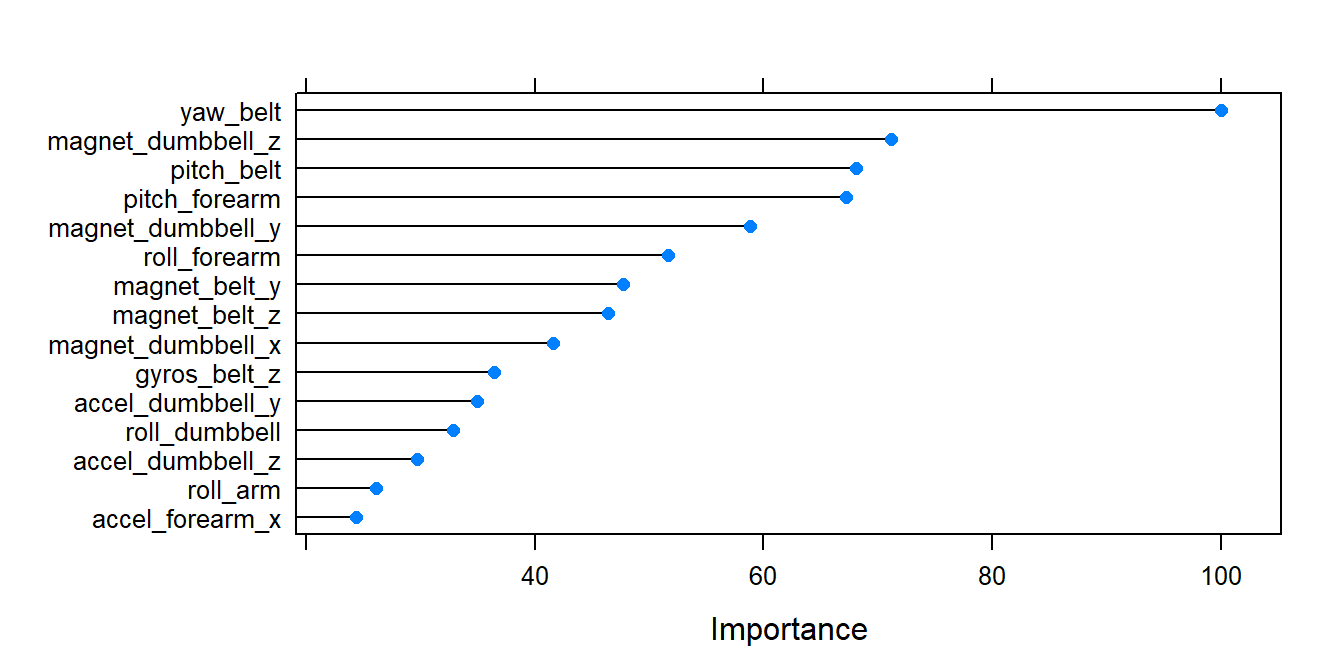 yaw_belt
magnet_dumbbell_z
pitch_belt
pitch_forearm
magnet_dumbbell_y
roll_forearm
magnet_belt_y
magnet_belt_z
magnet_dumbbell_x
gyros_belt_z
accel_dumbbell_y
roll_dumbbell
accel_dumbbell_z
roll_arm
accel_forearm_x
40 60 80 100
Importance